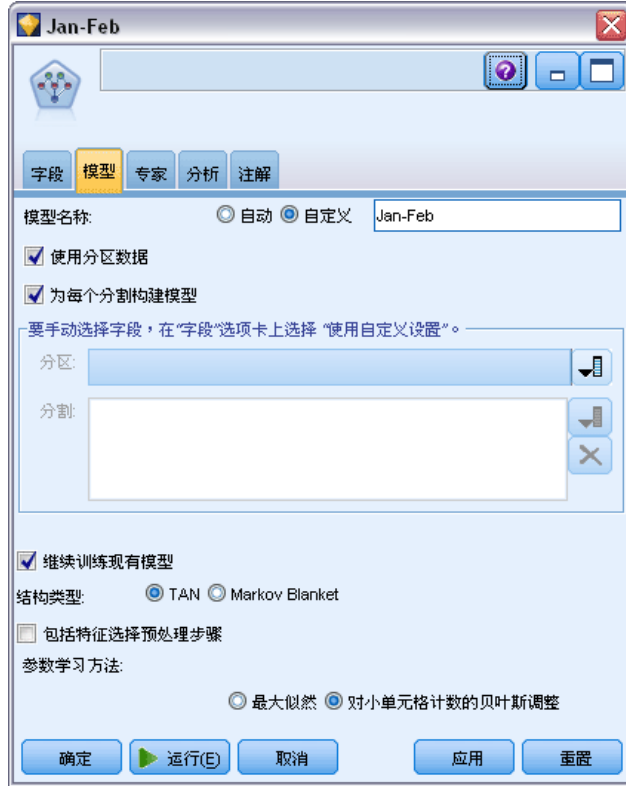 Jan-Feb
字段 模型 专家 分析 注解
模型名称: 自动 自定义 Jan-Feb
使用分区数据
为每个分割构建模型
要手动选择字段，在“字段”选项卡上选择 “使用自定义设置”。
分区:
分割:
继续训练现有模型
结构类型: TAN Markov Blanket
包括特征选择预处理步骤
参数学习方法:
最大似然 对小单元格计数的贝叶斯调整
确定 运行(E) 取消 应用 重置